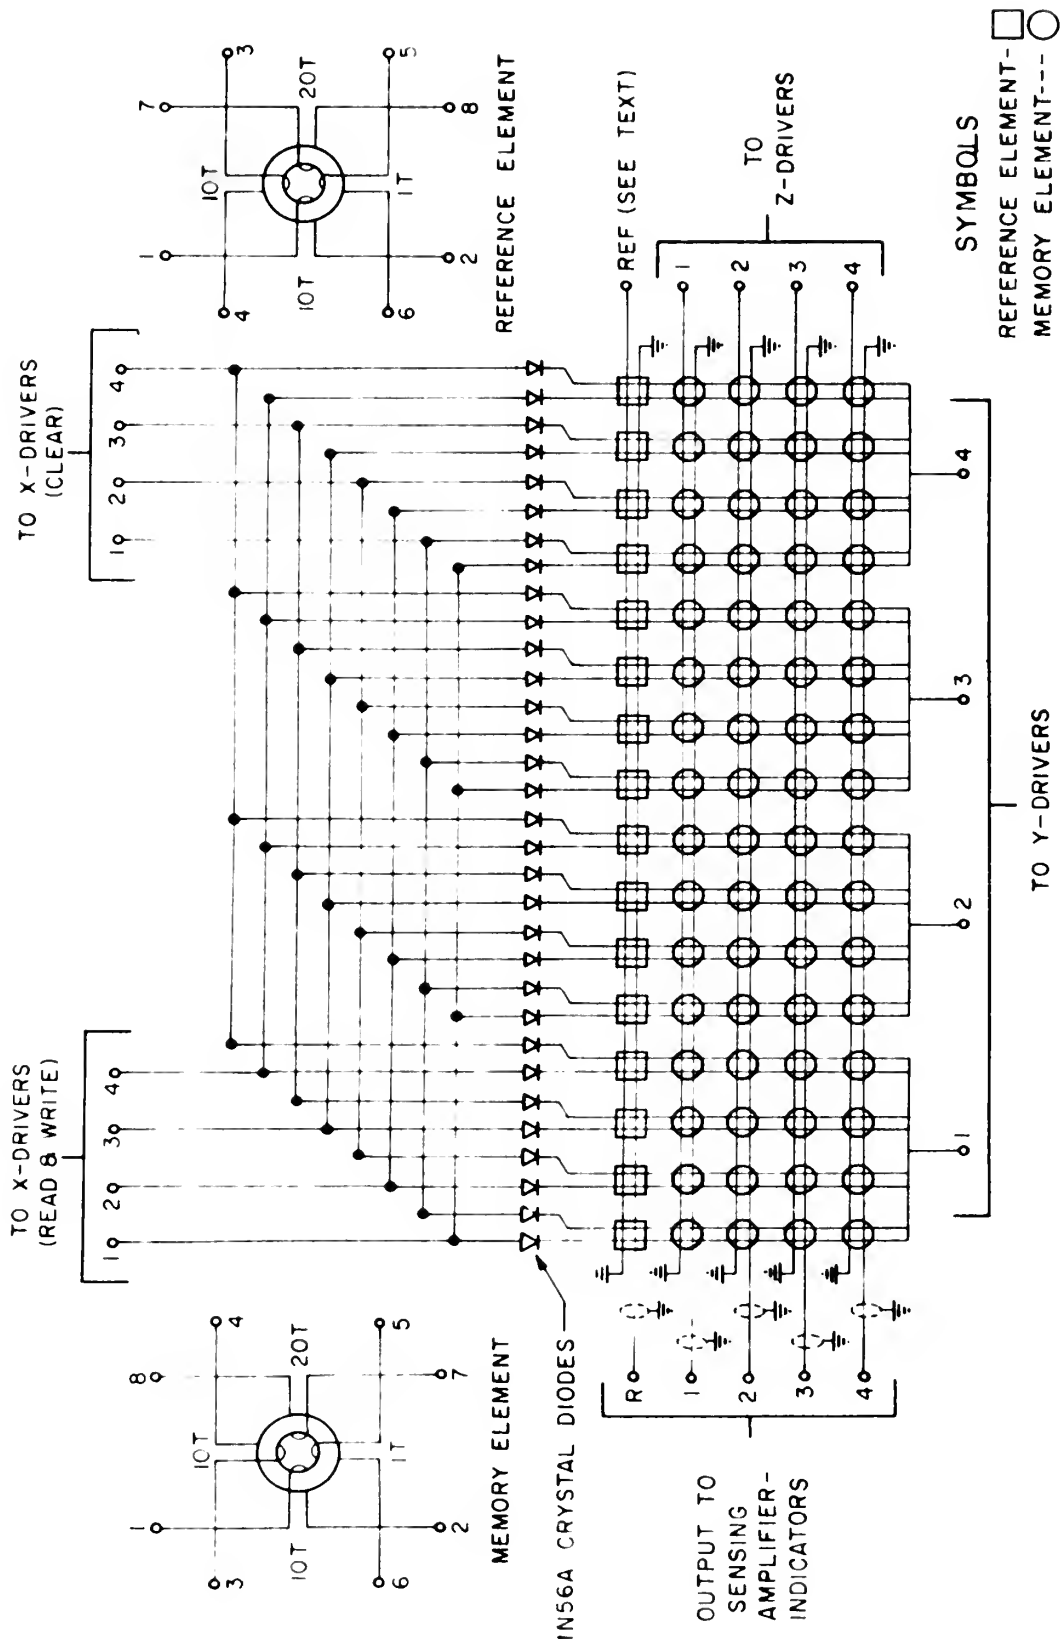 TO X-DRIVERS
(READ & WRITE)
1
2
3
4
TO X-DRIVERS
(CLEAR)
1
2
3
4
1
8
3
4
10T
10T
20T
1T
6
5
2
7
MEMORY ELEMENT
1
7
4
3
10T
10T
20T
1T
6
5
2
8
REFERENCE ELEMENT
IN56A CRYSTAL DIODES
OUTPUT TO
SENSING
AMPLIFIER-
INDICATORS
R
1
2
3
4
REF (SEE TEXT)
1
2
3
4
TO
Z-DRIVERS
1
2
3
4
TO Y-DRIVERS
SYMBOLS
REFERENCE ELEMENT-
MEMORY ELEMENT---